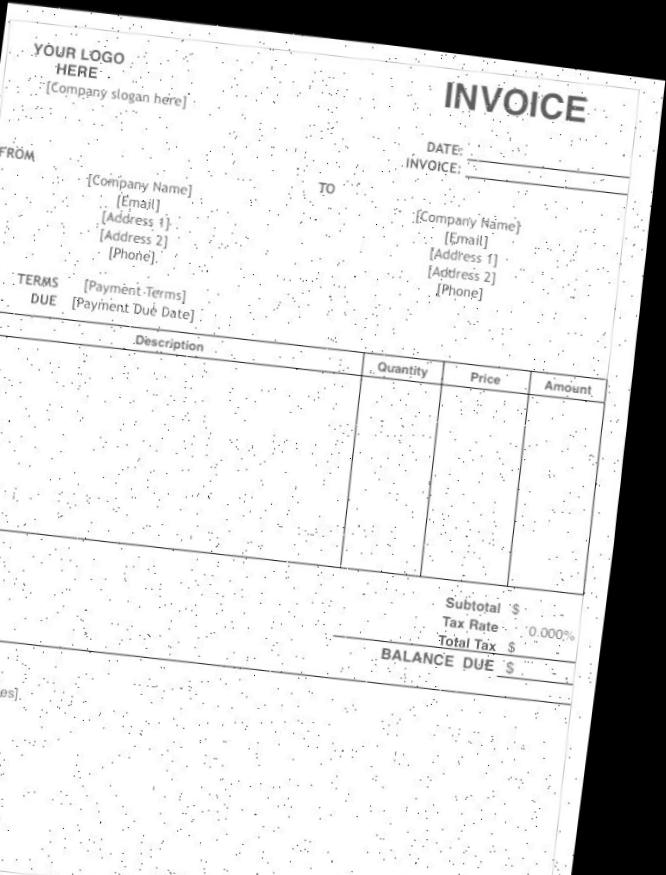 YOUR LOGO
HERE
[Company slogan here]
INVOICE
DATE:
INVOICE:
FROM
TO
[Company Name]
[Email]
[Address 1]
[Address 2]
[Phone]
[Company Name]
[Email]
[Address 1]
[Address 2]
[Phone]
TERMS [Payment Terms]
DUE [Payment Due Date]
Description Quantity Price Amount
Subtotal $
Tax Rate 0.000%
Total Tax $
BALANCE DUE $
es]